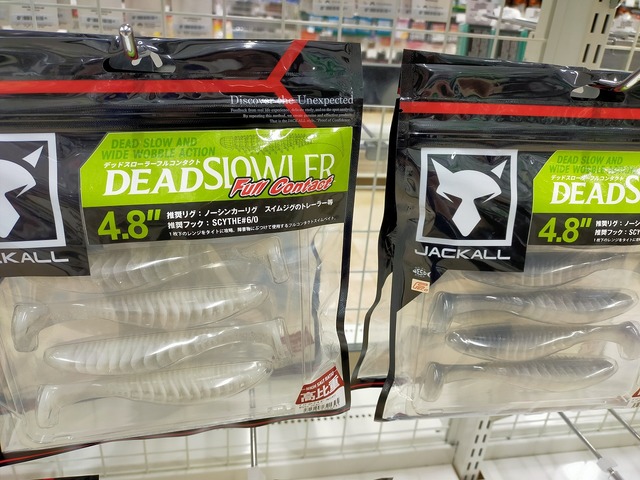 Discover the Unexpected
DEAD SLOW AND
WIDE WOBBLE ACTION
デッドスローラーフルコンタクト
DEADSLOWLER
Full Contact
4.8"
推奨リグ：ノーシンカーリグ　スイムジグのトレーラー等
推奨フック：SCYTHE#6/0
JACKALL
DEAD SLOW AND
WIDE WOBBLE ACTION
デッドスローラーフルコンタクト
DEADS
4.8"
推奨リグ：ノーシン
推奨フック：SCY
JACKALL